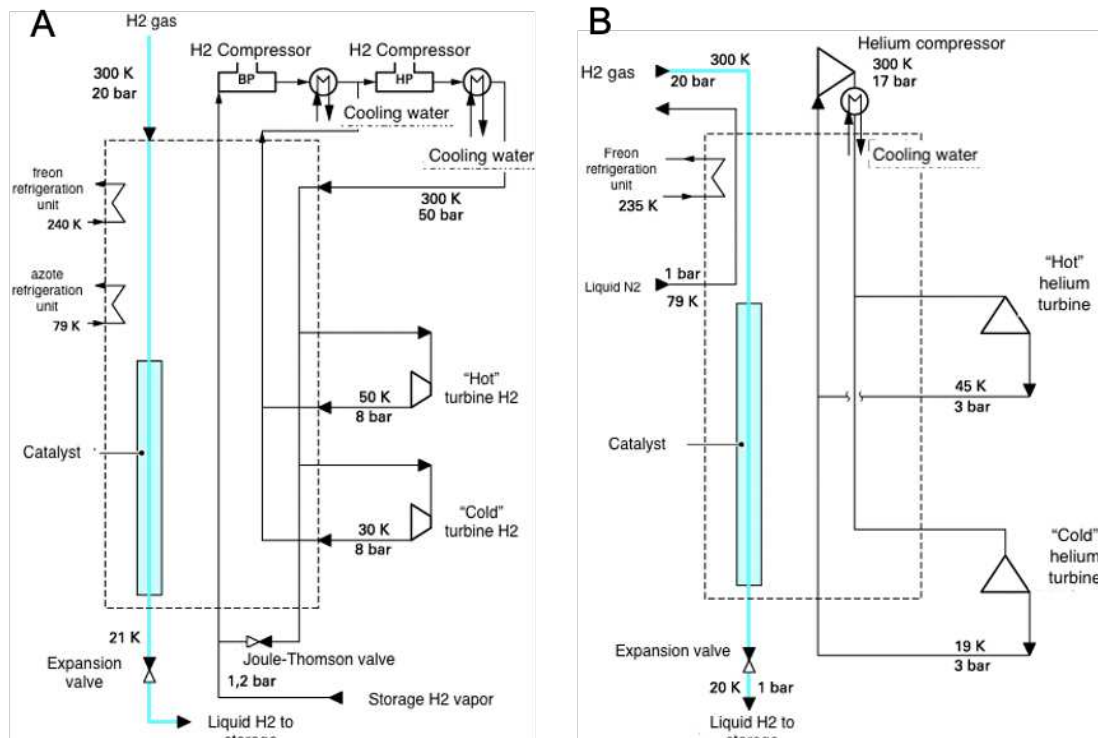 A
H2 gas
300 K
20 bar
H2 Compressor
H2 Compressor
BP
HP
Cooling water
Cooling water
300 K
50 bar
freon
refrigeration
unit
240 K
azote
refrigeration
unit
79 K
50 K
8 bar
"Hot"
turbine H2
Catalyst
30 K
8 bar
"Cold"
turbine H2
21 K
Expansion
valve
Joule-Thomson valve
1,2 bar
Storage H2 vapor
Liquid H2 to
storage
B
H2 gas
300 K
20 bar
Helium compressor
300 K
17 bar
Cooling water
Freon
refrigeration
unit
235 K
1 bar
Liquid N2
79 K
"Hot"
helium
turbine
45 K
3 bar
Catalyst
"Cold"
helium
turbine
19 K
3 bar
Expansion valve
20 K
1 bar
Liquid H2 to
storage